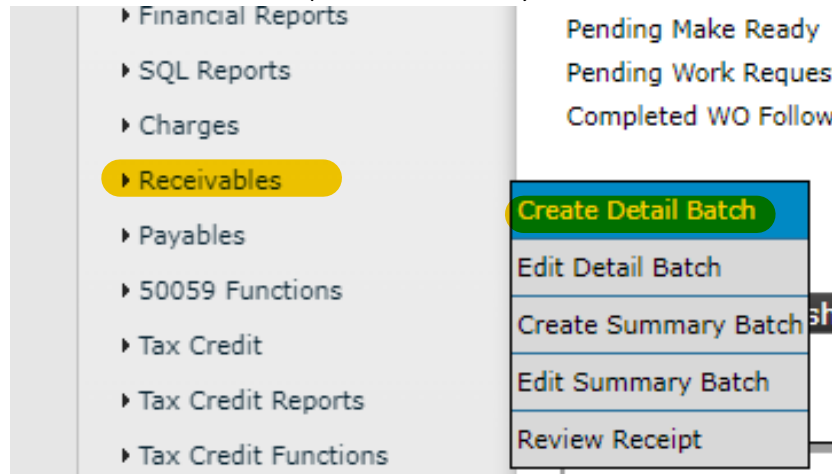 Financial Reports
SQL Reports
Charges
Receivables
Payables
50059 Functions
Tax Credit
Tax Credit Reports
Tax Credit Functions
Pending Make Ready
Pending Work Reques
Completed WO Follow
Create Detail Batch
Edit Detail Batch
Create Summary Batch
Edit Summary Batch
Review Receipt